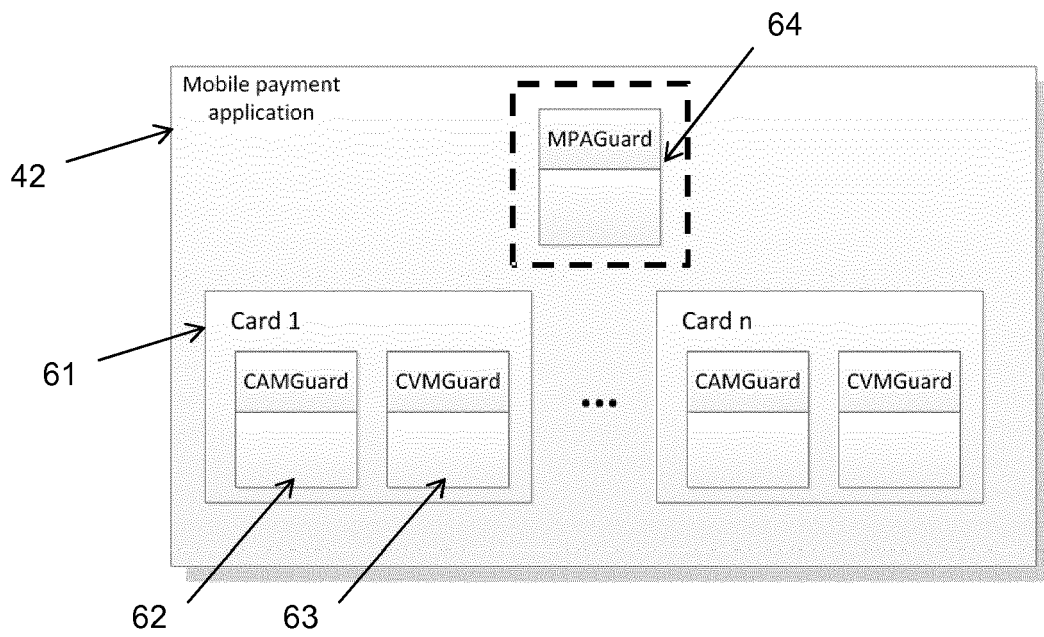 64
Mobile payment
application
MPAGuard
42
Card 1
Card n
61
CAMGuard
CVMGuard
...
CAMGuard
CVMGuard
62
63